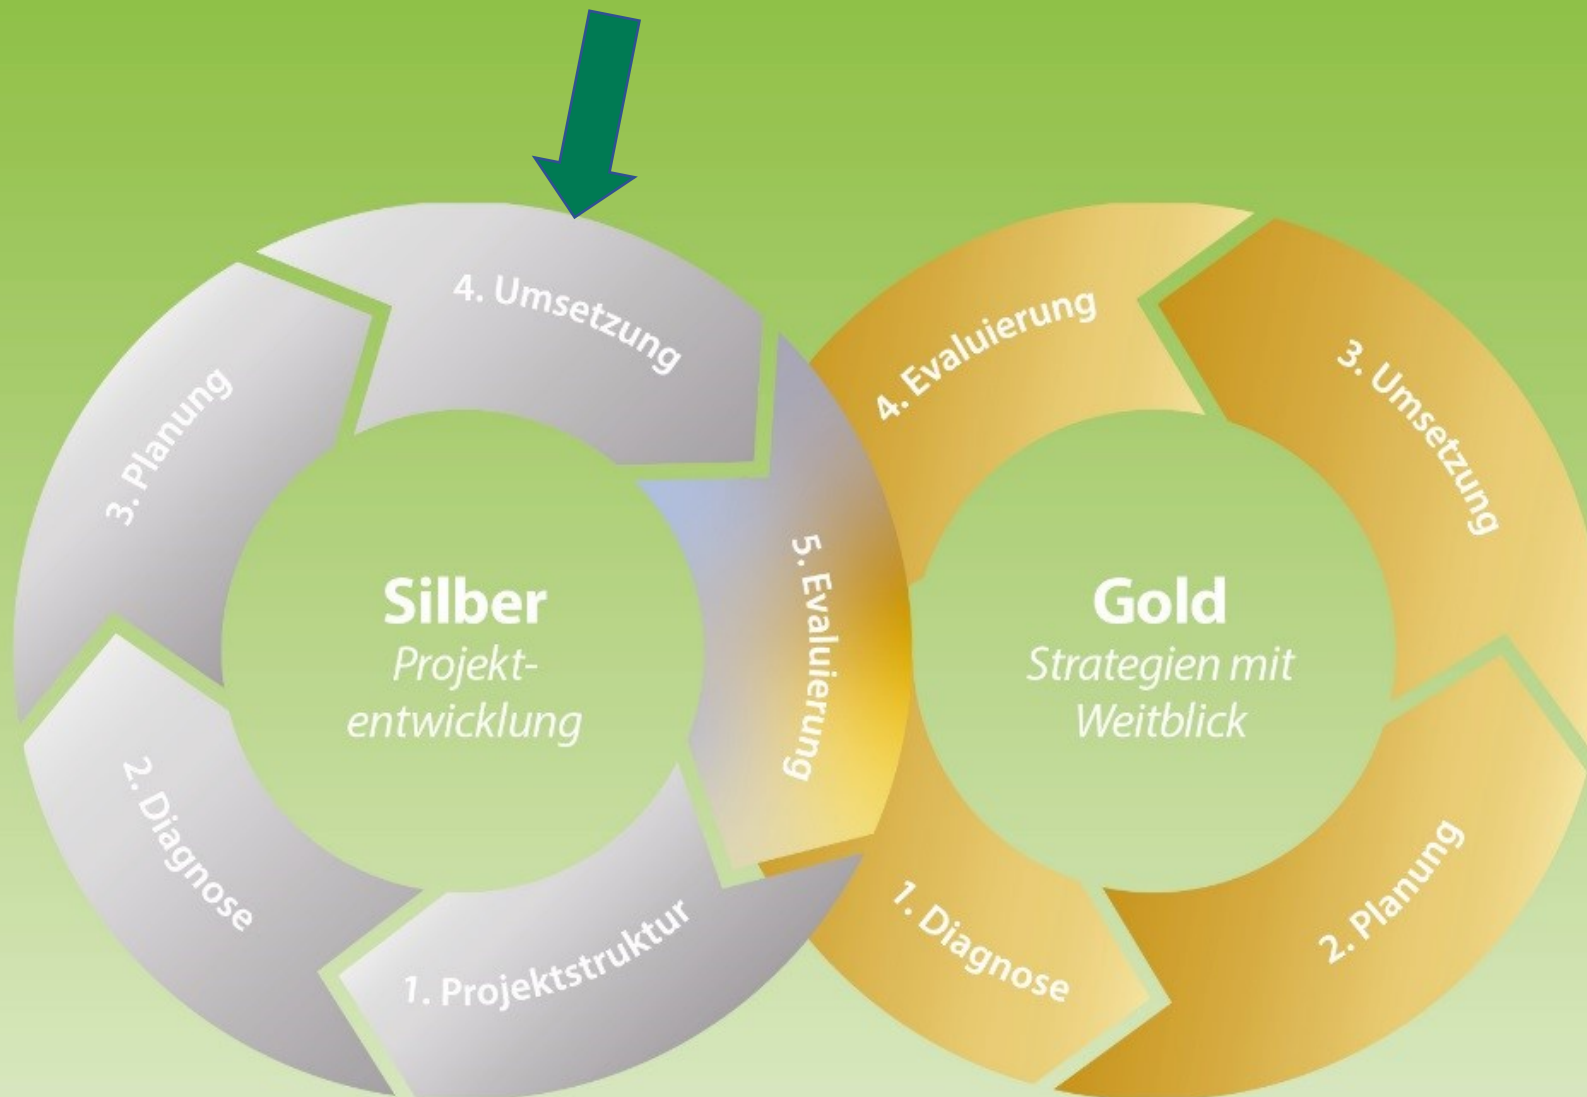 Silber
Projekt-
entwicklung
1. Projektstruktur
2. Diagnose
3. Planung
4. Umsetzung
5. Evaluierung
Gold
Strategien mit
Weitblick
1. Diagnose
2. Planung
3. Umsetzung
4. Evaluierung